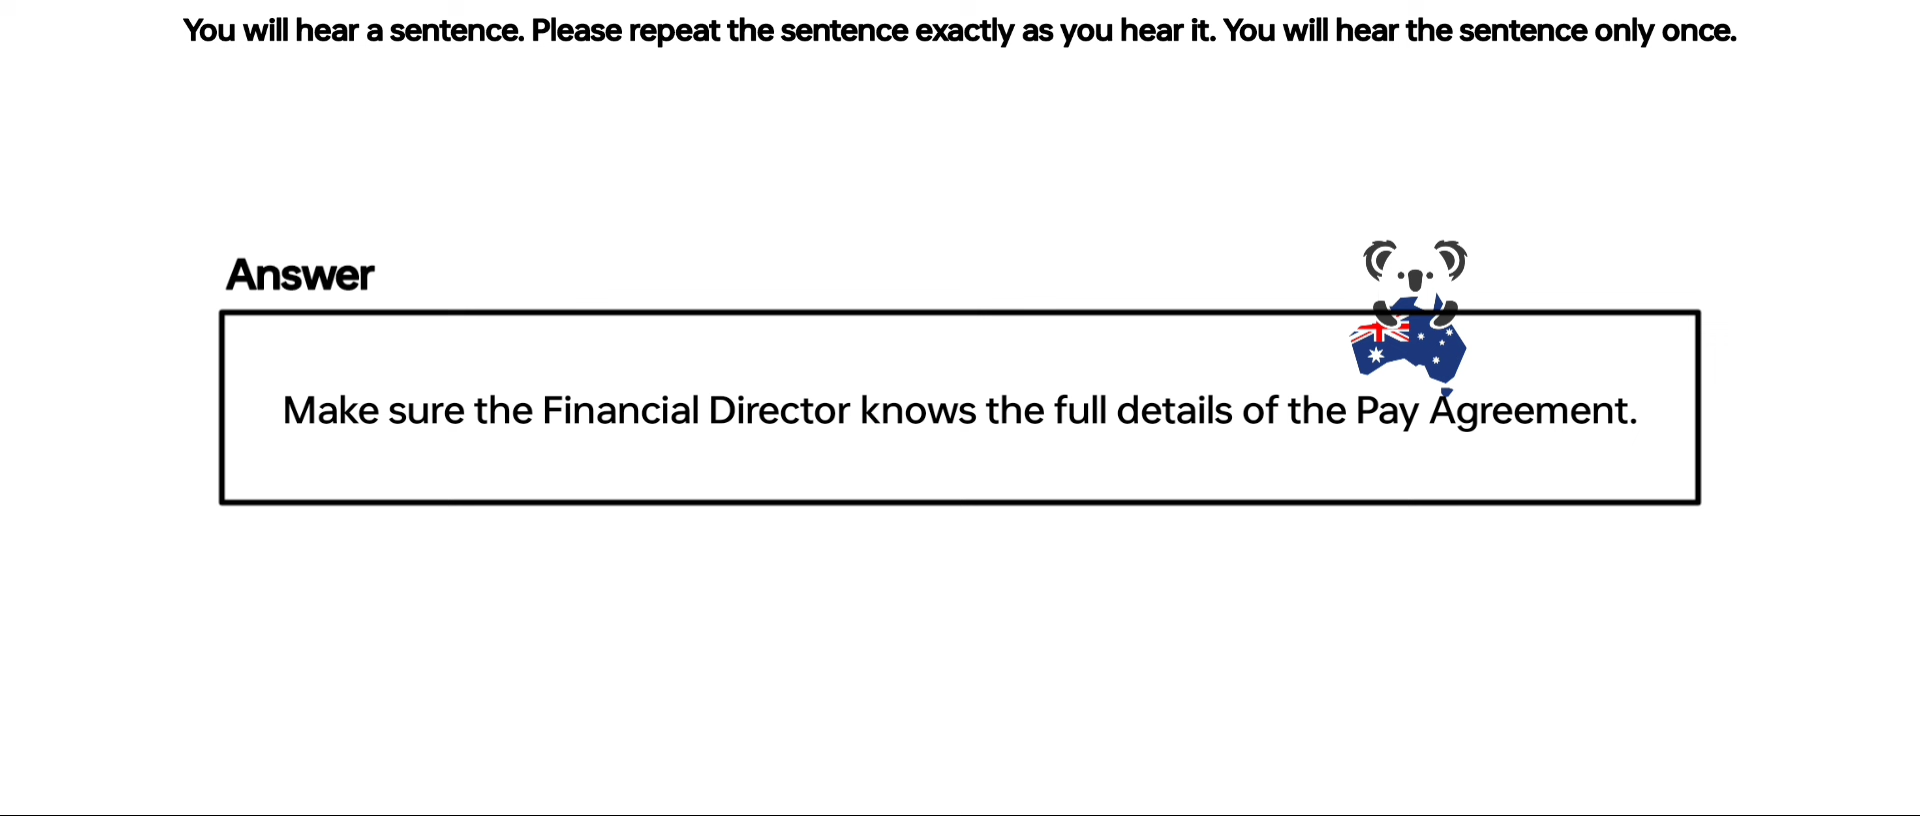 You will hear a sentence. Please repeat the sentence exactly as you hear it. You will hear the sentence only once.
Answer
Make sure the Financial Director knows the full details of the Pay Agreement.